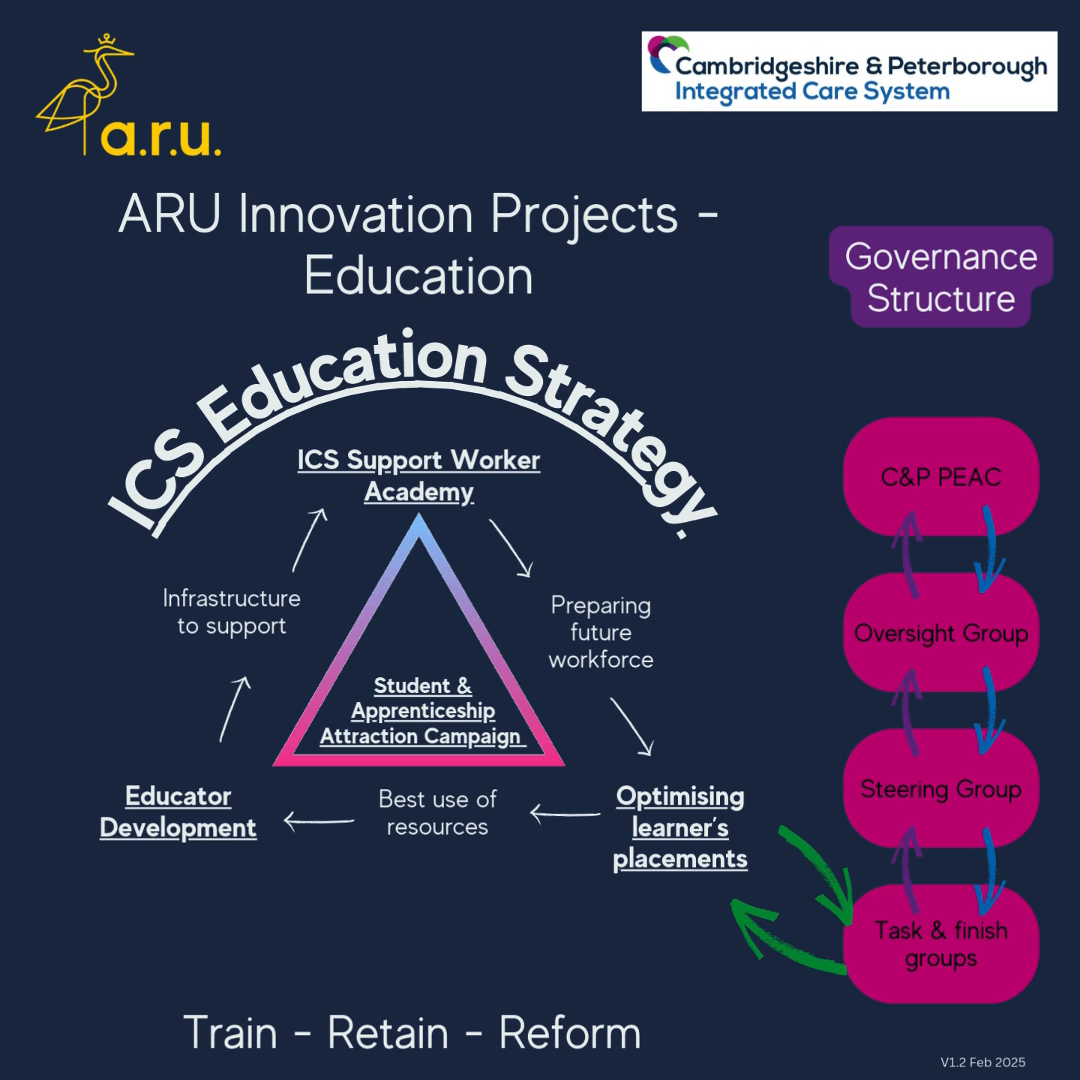 a.r.u.
Cambridgeshire & Peterborough
Integrated Care System
ARU Innovation Projects -
Education
Governance
Structure
ICS Education Strategy.
ICS Support Worker
Academy
Infrastructure
to support
Preparing
future
workforce
Student &
Apprenticeship
Attraction Campaign
Educator
Development
Best use of
resources
Optimising
learner's
placements
C&P PEAC
Oversight Group
Steering Group
Task & finish
groups
Train - Retain - Reform
V1.2 Feb 2025